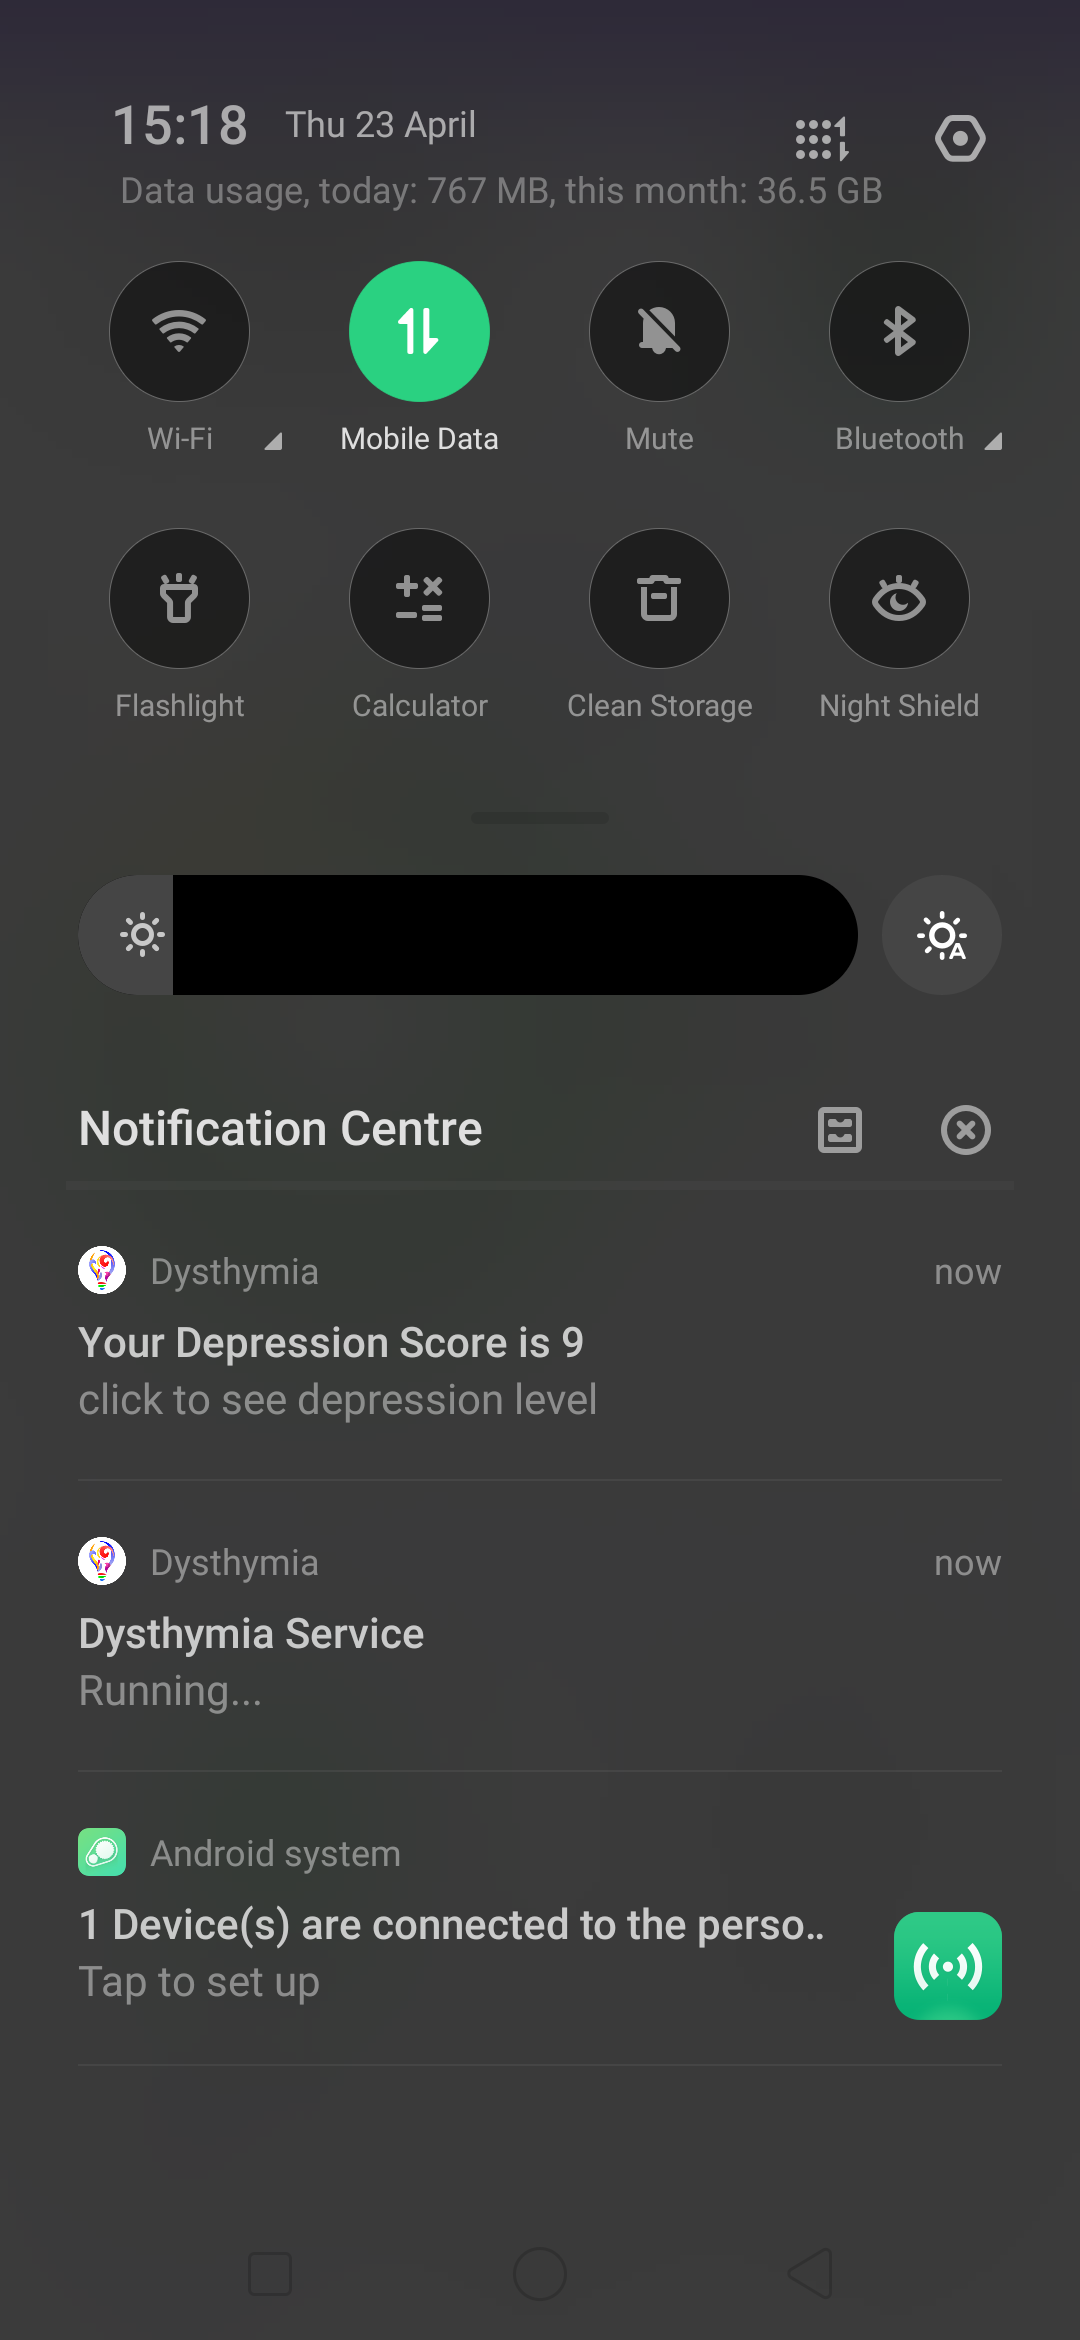 15:18 Thu 23 April
Data usage, today: 767 MB, this month: 36.5 GB
Wi-Fi Mobile Data Mute Bluetooth
Flashlight Calculator Clean Storage Night Shield
A
Notification Centre
Dysthymia now
Your Depression Score is 9
click to see depression level
Dysthymia now
Dysthymia Service
Running...
Android system
1 Device(s) are connected to the perso..
Tap to set up